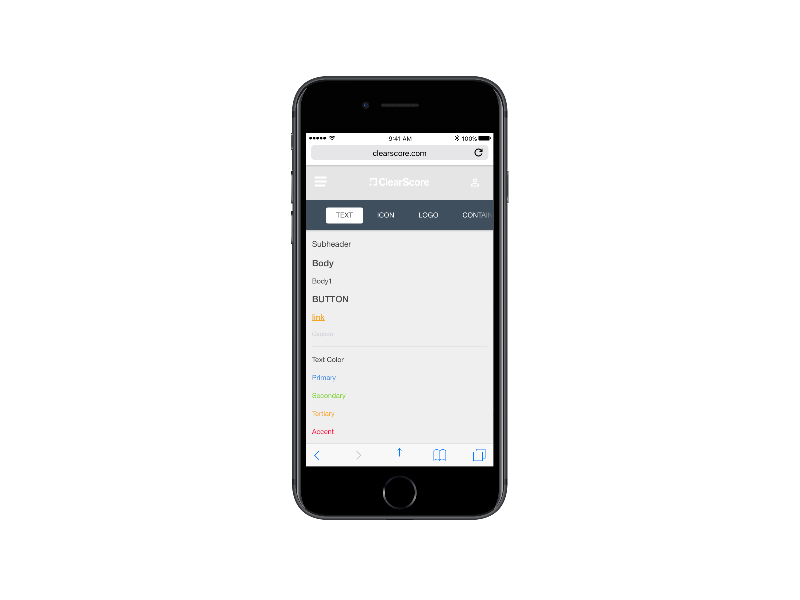 9:41 AM 100%
clearscore.com
ClearScore
TEXT ICON LOGO CONTAIN
Subheader
Body
Body1
BUTTON
link
Caption
Text Color
Primary
Secondary
Tertiary
Accent